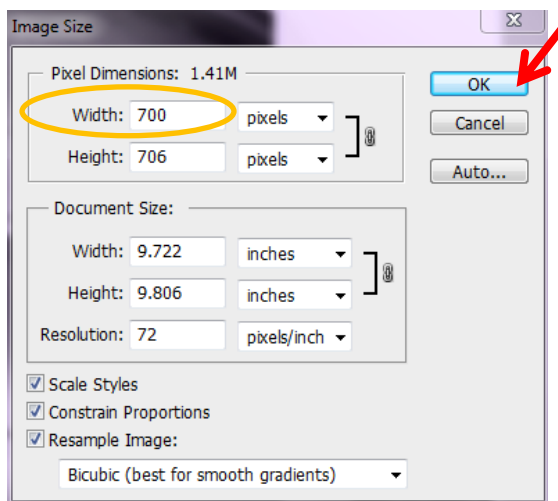 Image Size
Pixel Dimensions: 1.41M
Width: 700 pixels
Height: 706 pixels
OK
Cancel
Auto...
Document Size:
Width: 9.722 inches
Height: 9.806 inches
Resolution: 72 pixels/inch
Scale Styles
Constrain Proportions
Resample Image:
Bicubic (best for smooth gradients)